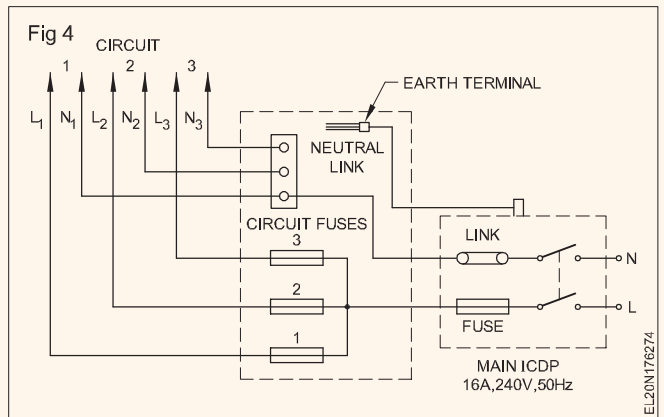 Fig 4
CIRCUIT
1 2 3
EARTH TERMINAL
L1 N1 L2 N2 L3 N3
NEUTRAL
LINK
CIRCUIT FUSES
3
LINK
N
2
L
FUSE
1
MAIN ICDP
16A,240V,50Hz
EL20N176274